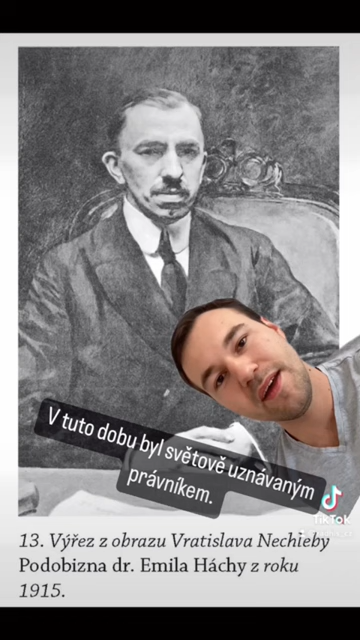 V tuto dobu byl světově uznávaným
právníkem.
TikTok
13. Výřez z obrazu Vratislava Nechleby
Podobizna dr. Emila Háchy z roku
1915.